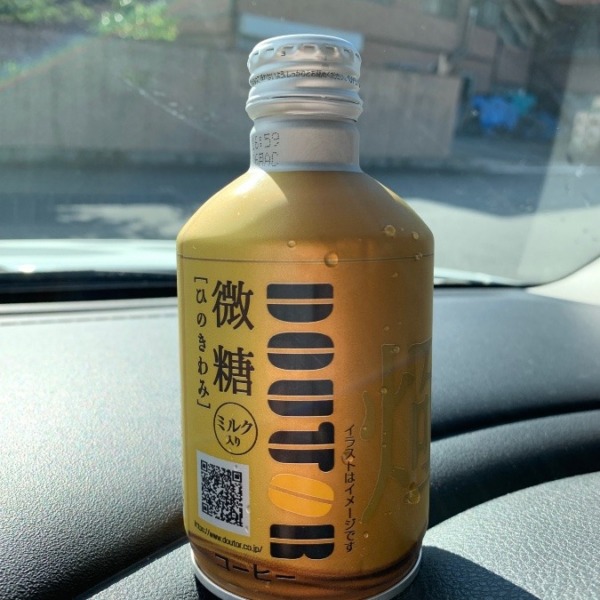 DOUTOR
微糖
［ひのきわみ］
ミルク
入り
イラストはイメージです
http://www.doutor.co.jp/
コーヒー